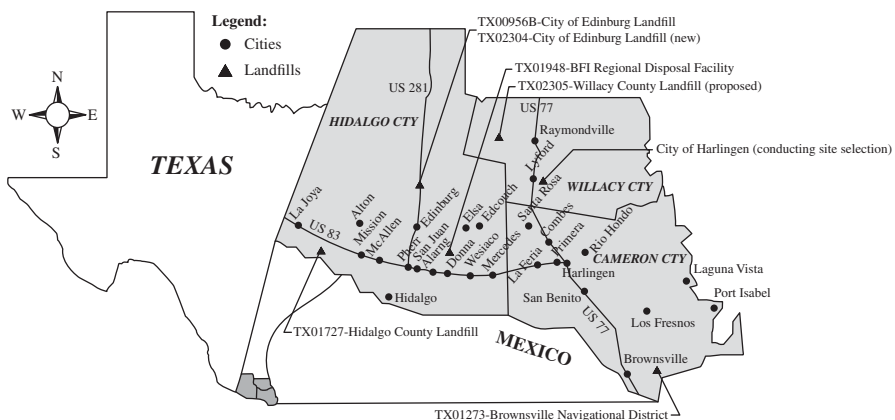 Legend:
Cities
Landfills
N
W
E
S
TEXAS
TX00956B-City of Edinburg Landfill
TX02304-City of Edinburg Landfill (new)
TX01948-BFI Regional Disposal Facility
TX02305-Willacy County Landfill (proposed)
US 281
US 77
HIDALGO CTY
Raymondville
Lyford
City of Harlingen (conducting site selection)
WILLACY CTY
Santa Rosa
La Joya
US 83
Alton
Mission
McAllen
Pherr
San Juan
Edinburg
Alarng
Donna
Elsa
Edcouch
Wesiaco
Mercedes
La Feria
Combes
Primera
Rio Hondo
CAMERON CTY
Harlingen
Laguna Vista
Port Isabel
Hidalgo
San Benito
US 77
Los Fresnos
TX01727-Hidalgo County Landfill
MEXICO
Brownsville
TX01273-Brownsville Navigational District